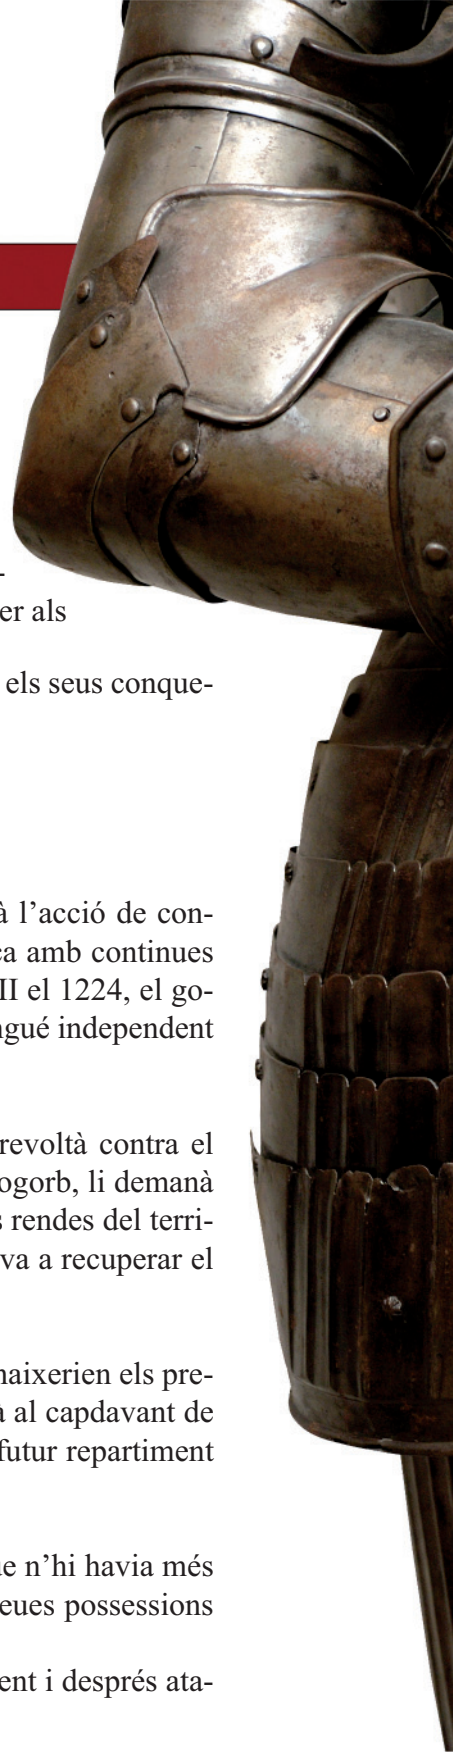 -
er als
els seus conque-
à l’acció de con-
ca amb continues
II el 1224, el go-
ngué independent
revoltà contra el
ogorb, li demanà
s rendes del terri-
va a recuperar el
naixerien els pre-
à al capdavant de
futur repartiment
ue n’hi havia més
eues possessions
ent i després ata-